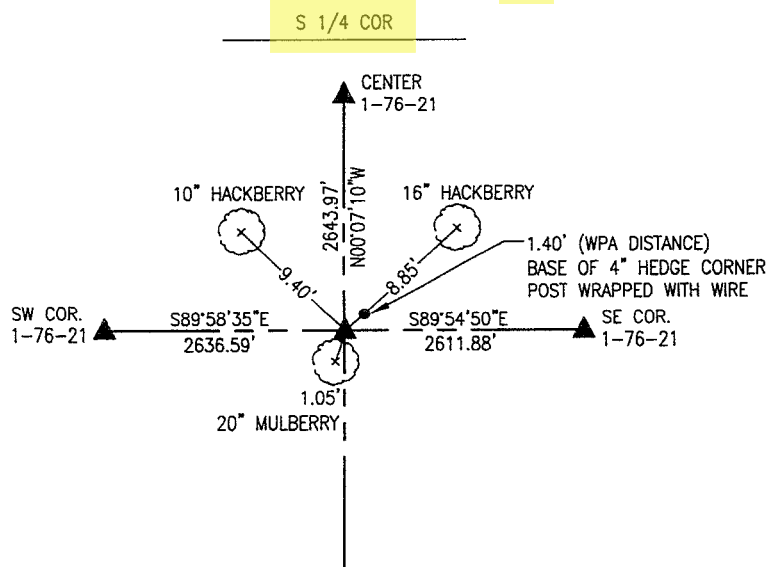 S 1/4 COR
CENTER
1-76-21
10" HACKBERRY
16" HACKBERRY
2643.97'
N00°07'10"W
9.40'
8.85'
1.40' (WPA DISTANCE)
BASE OF 4" HEDGE CORNER
POST WRAPPED WITH WIRE
SW COR.
1-76-21
S89°58'35"E
2636.59'
S89°54'50"E
2611.88'
SE COR.
1-76-21
1.05'
20" MULBERRY